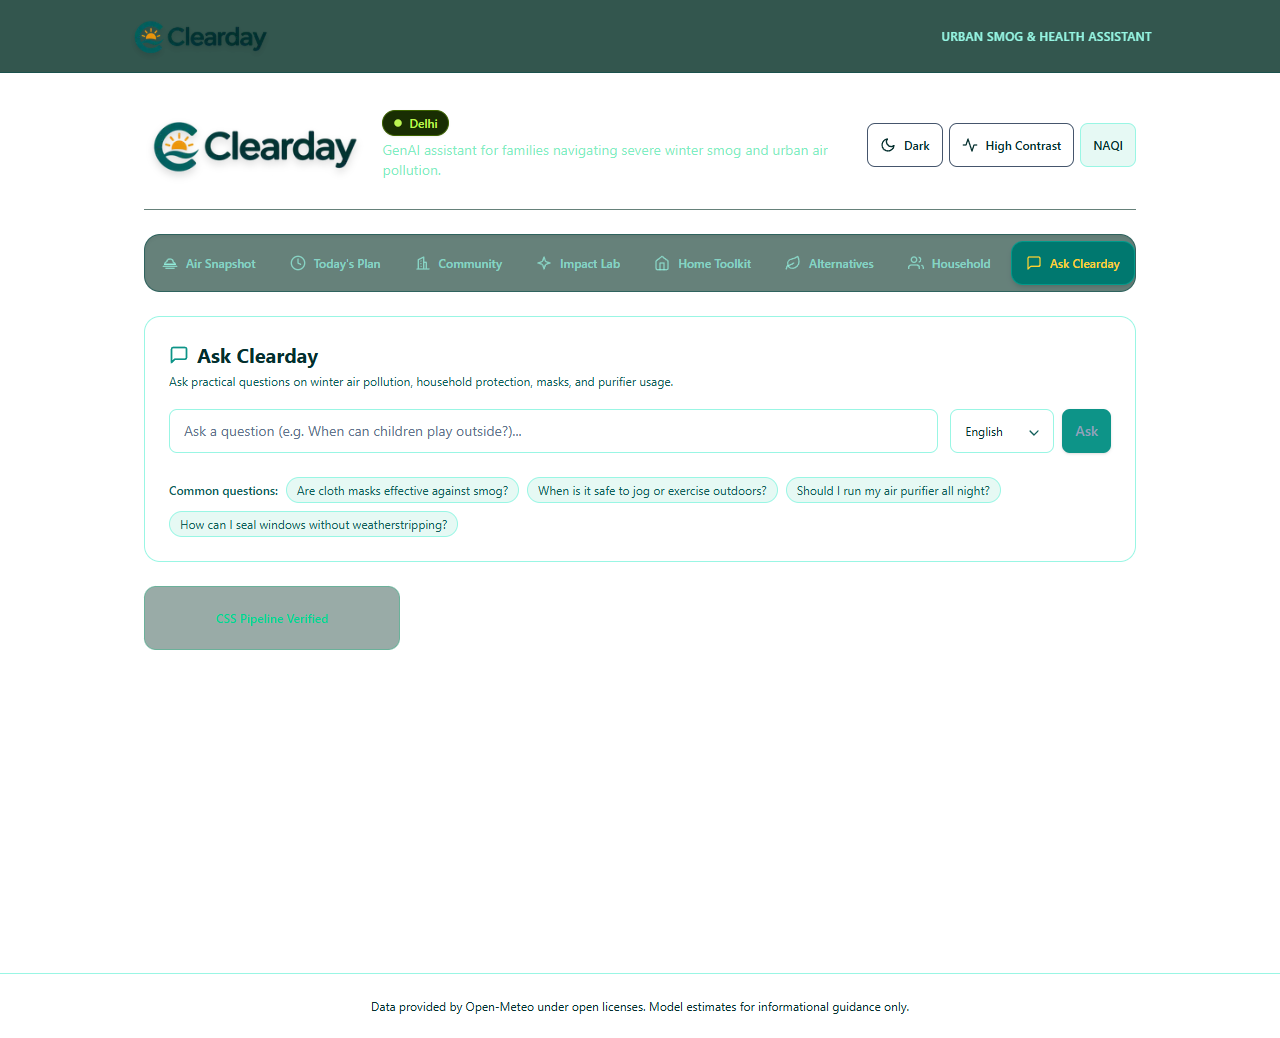 Clearday
URBAN SMOG & HEALTH ASSISTANT
Clearday
Delhi
GenAI assistant for families navigating severe winter smog and urban air
pollution.
Dark
High Contrast
NAQI
Air Snapshot
Today's Plan
Community
Impact Lab
Home Toolkit
Alternatives
Household
Ask Clearday
Ask Clearday
Ask practical questions on winter air pollution, household protection, masks, and purifier usage.
Ask a question (e.g. When can children play outside?)...
English
Ask
Common questions:
Are cloth masks effective against smog?
When is it safe to jog or exercise outdoors?
Should I run my air purifier all night?
How can I seal windows without weatherstripping?
CSS Pipeline Verified
Data provided by Open-Meteo under open licenses. Model estimates for informational guidance only.